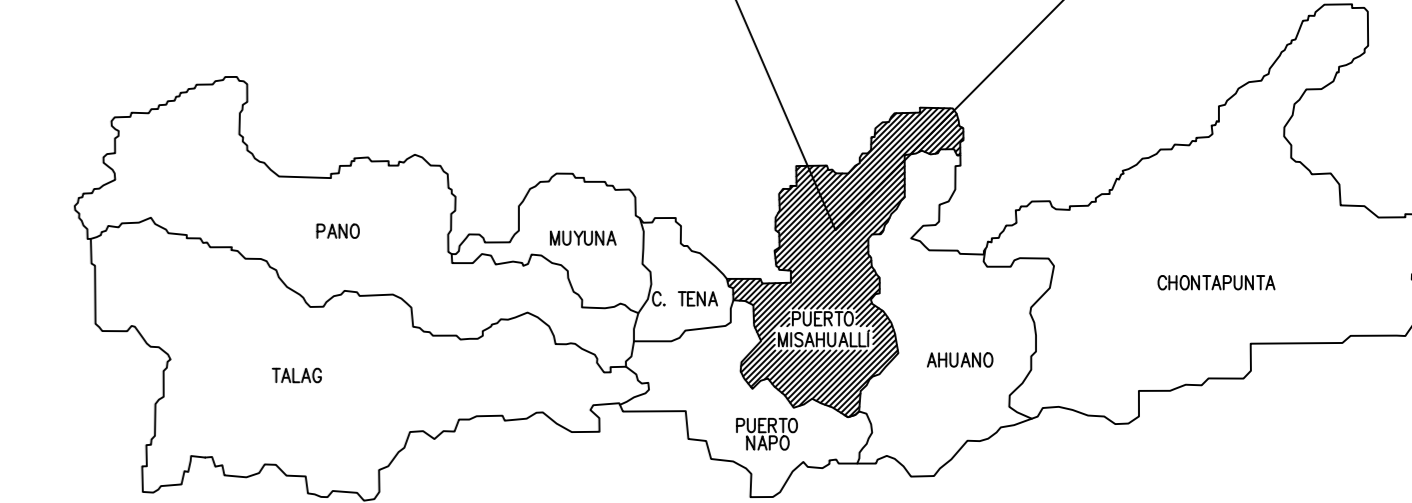 PANO
MUYUNA
C. TENA
CHONTAPUNTA
PUERTO
MISAHUALLÍ
AHUANO
TALAG
PUERTO
NAPO